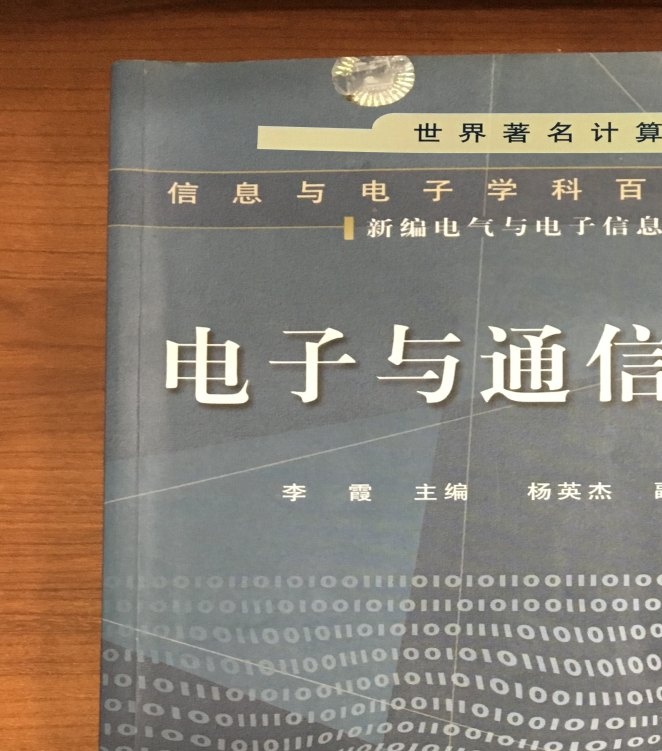 世界著名计算
信息与电子学科百
新编电气与电子信息
电子与通信
李霞 主编 杨英杰 副